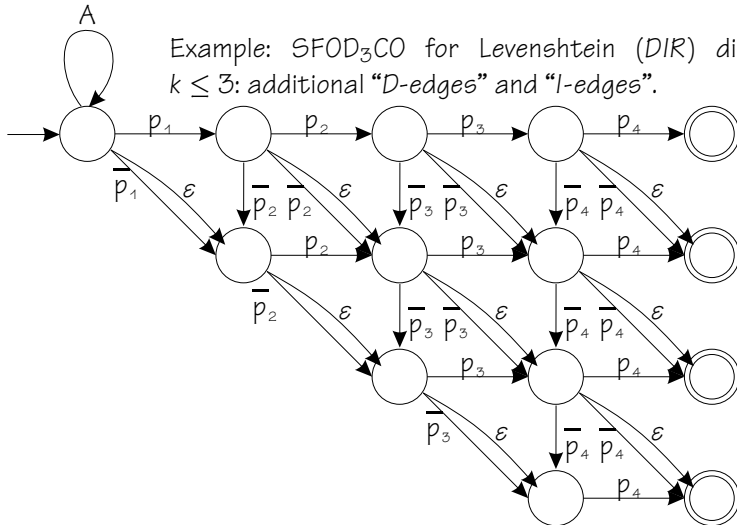 A
Example: SFOD₃CO for Levenshtein (DIR) di
k ≤ 3: additional “D-edges” and “I-edges”.
p₁ p₂ p₃ p₄
p̅₁ ε p̅₂ p̅₂ ε p̅₃ p̅₃ ε p̅₄ p̅₄ ε
p₂ p₃ p₄
p̅₂ ε p̅₃ p̅₃ ε p̅₄ p̅₄ ε
p₃ p₄
p̅₃ ε p̅₄ p̅₄ ε
p₄